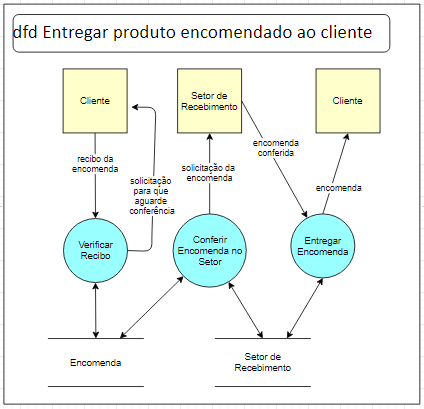 dfd Entregar produto encomendado ao cliente
Cliente
Setor de
Recebimento
Cliente
encomenda
conferida
recibo da
encomenda
solicitação da
encomenda
solicitação
para que
aguarde
conferência
encomenda
Verificar
Recibo
Conferir
Encomenda no
Setor
Entregar
Encomenda
Encomenda
Setor de
Recebimento